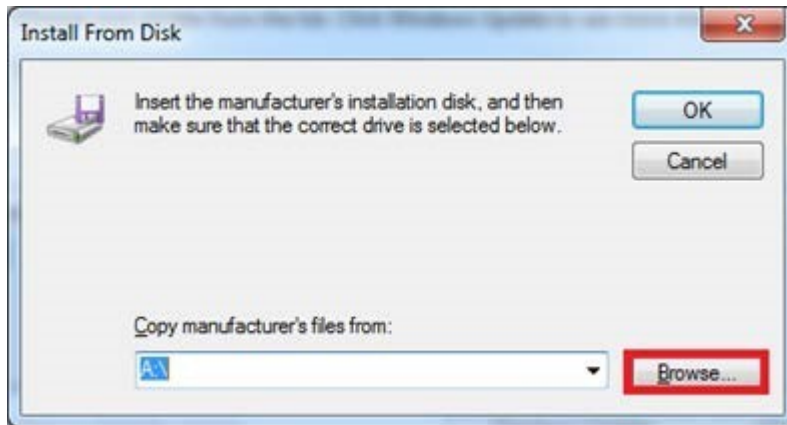 Install From Disk
Insert the manufacturer's installation disk, and then
make sure that the correct drive is selected below.
OK
Cancel
Copy manufacturer's files from:
A:\
Browse...